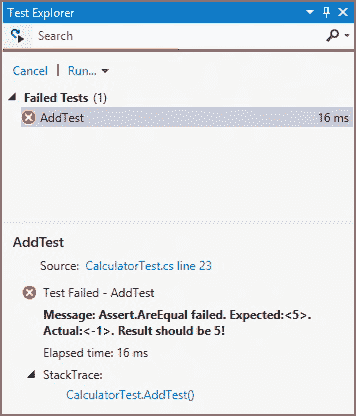 Test Explorer
Search
Cancel | Run...
Failed Tests (1)
AddTest 16 ms
AddTest
Source: CalculatorTest.cs line 23
Test Failed - AddTest
Message: Assert.AreEqual failed. Expected:<5>.
Actual:<-1>. Result should be 5!
Elapsed time: 16 ms
StackTrace:
CalculatorTest.AddTest()